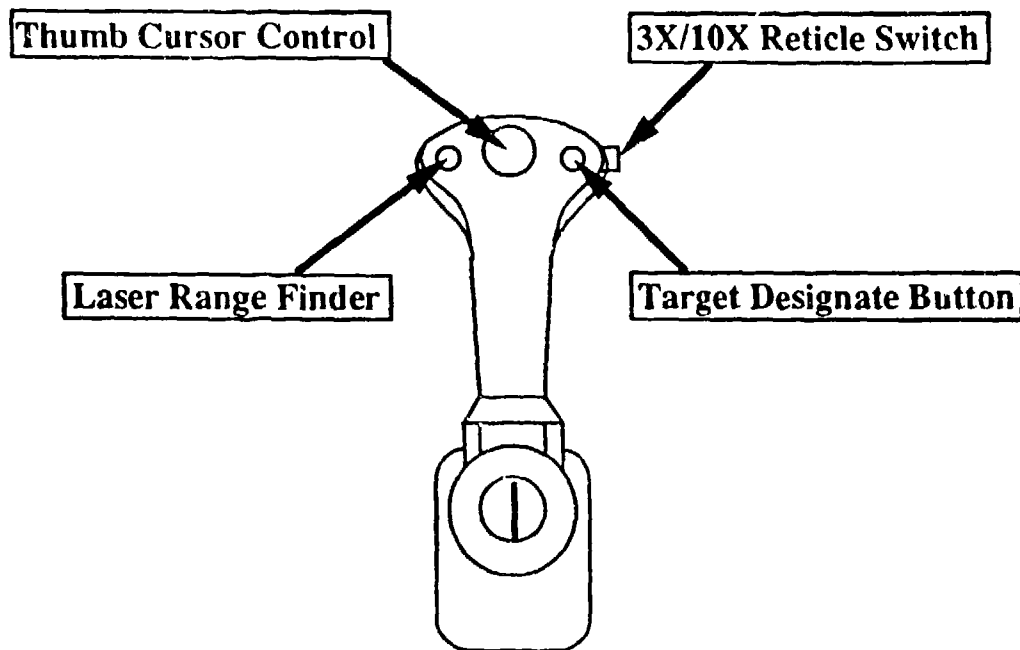 Thumb Cursor Control
3X/10X Reticle Switch
Laser Range Finder
Target Designate Button